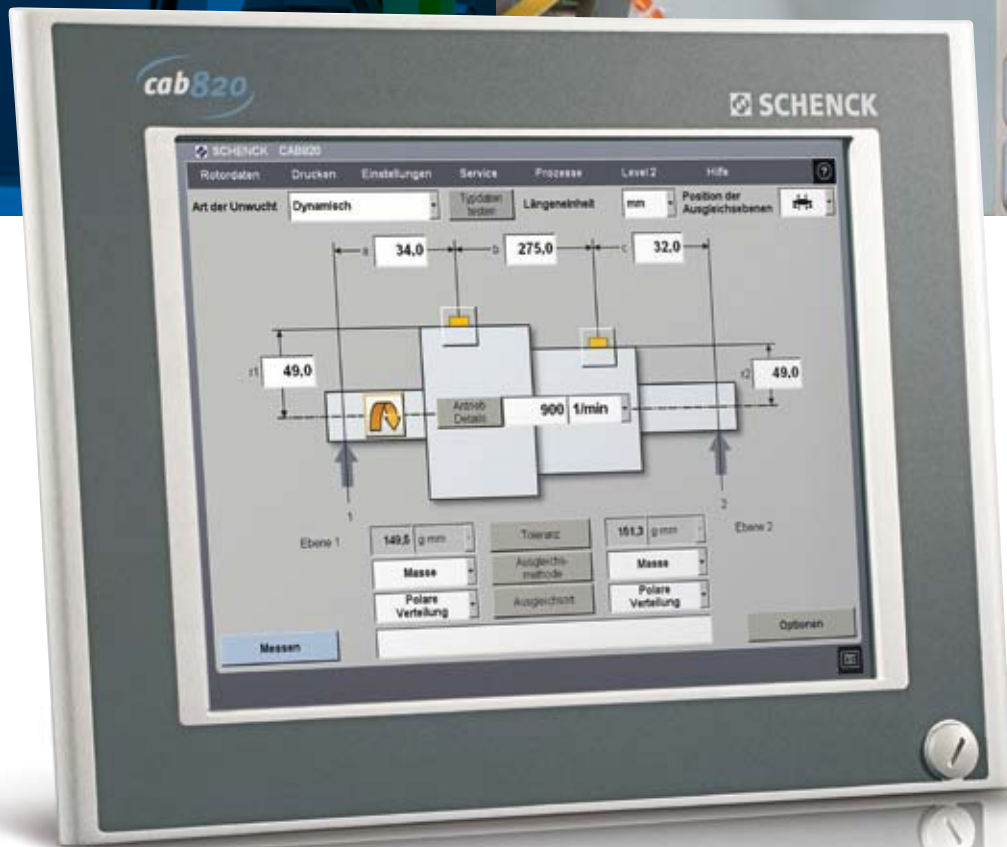 cab820
SCHENCK
SCHENCK CAB820
Rotordaten Drucken Einstellungen Service Prozesse Level 2 Hilfe ?
Art der Unwucht Dynamisch Typdaten testen Längeneinheit mm Position der Ausgleichsebenen
a 34,0 b 275,0 c 32,0
r1 49,0
r2 49,0
Antrieb Details 900 1/min
1 2
Ebene 1 149,5 g mm Toleranz 161,3 g mm Ebene 2
Masse Ausgleichs-methode Masse
Polare Verteilung Ausgleichsort Polare Verteilung
Messen Optionen